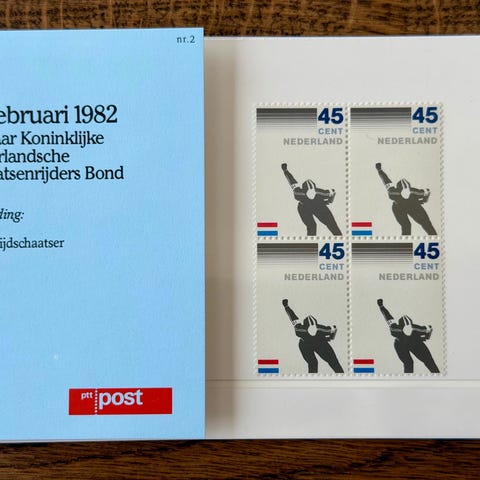 nr.2
ebruari 1982
aar Koninklijke
rlandsche
atsenrijders Bond
ding:
ijdschaatser
ptt post
45
CENT
NEDERLAND
45
CENT
NEDERLAND
45
CENT
NEDERLAND
45
CENT
NEDERLAND